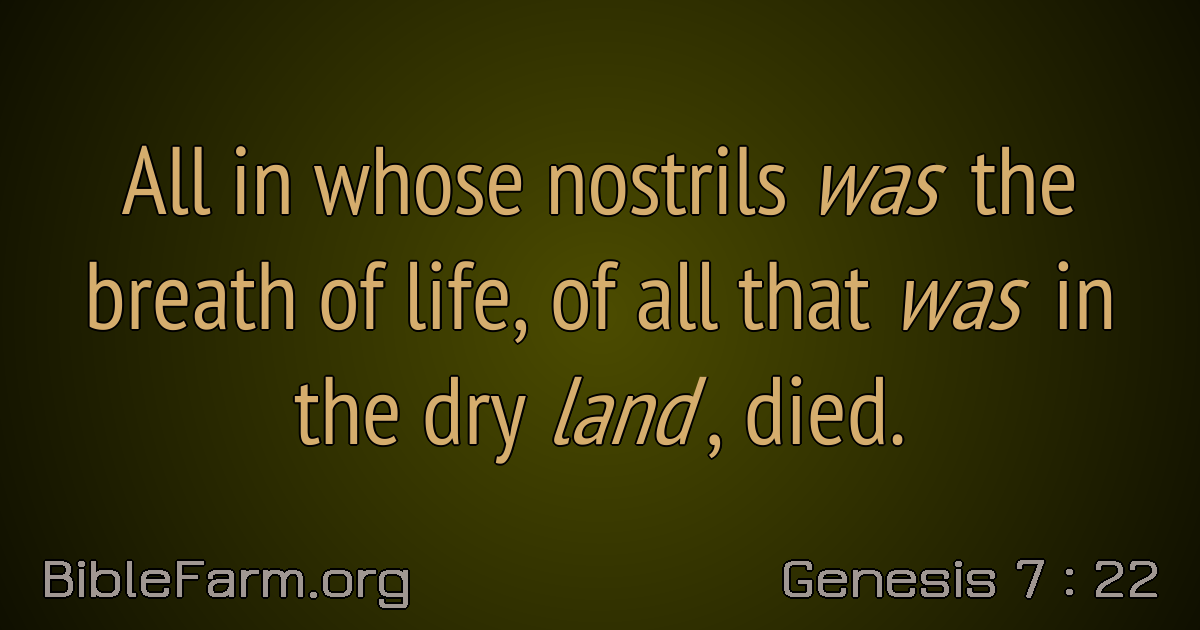 All in whose nostrils was the
breath of life, of all that was in
the dry land, died.
BibleFarm.org
Genesis 7 : 22